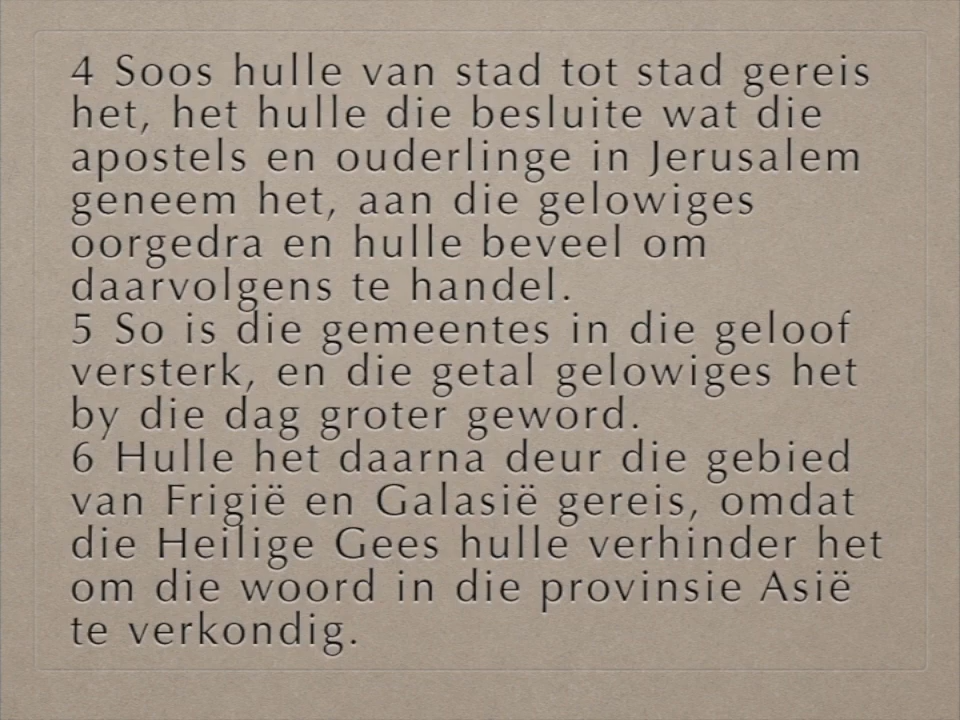 4 Soos hulle van stad tot stad gereis
het, het hulle die besluite wat die
apostels en ouderlinge in Jerusalem
geneem het, aan die gelowiges
oorgedra en hulle beveel om
daarvolgens te handel.
5 So is die gemeentes in die geloof
versterk, en die getal gelowiges het
by die dag groter geword.
6 Hulle het daarna deur die gebied
van Frigië en Galasië gereis, omdat
die Heilige Gees hulle verhinder het
om die woord in die provinsie Asië
te verkondig.